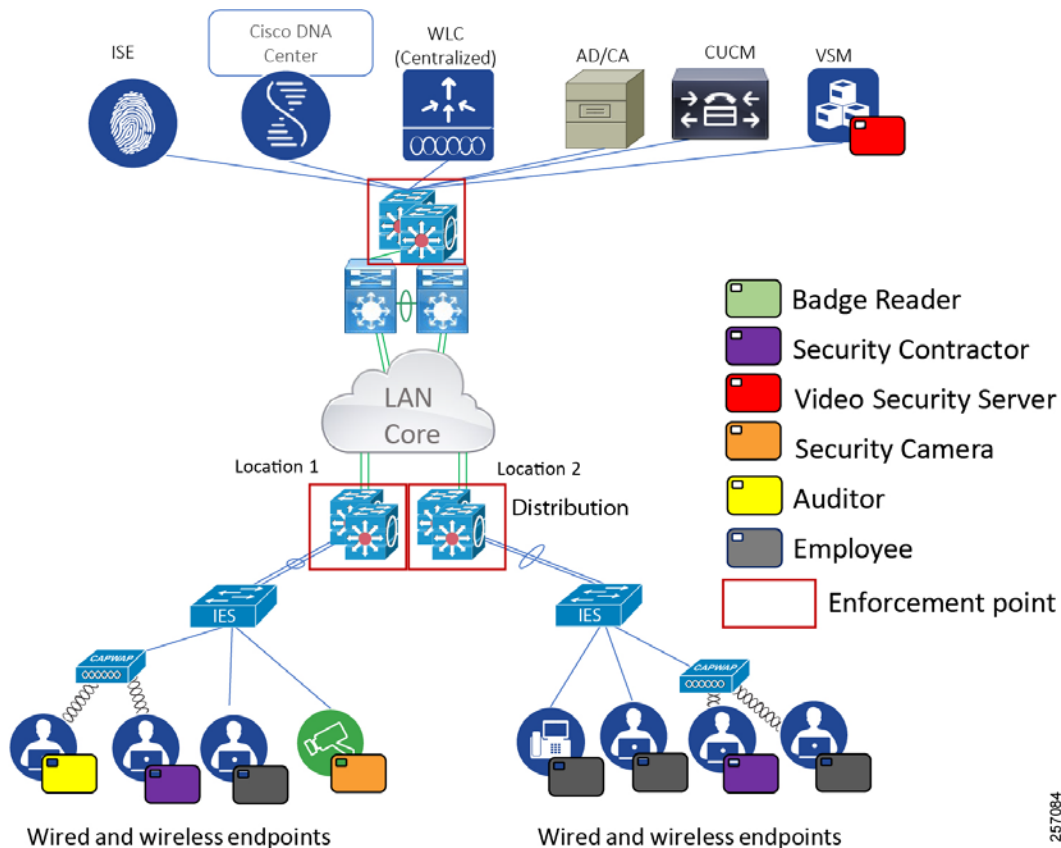 ISE
Cisco DNA
Center
WLC
(Centralized)
AD/CA
CUCM
VSM
LAN
Core
Location 1
Location 2
Distribution
IES
IES
CAPWAP
CAPWAP
Badge Reader
Security Contractor
Video Security Server
Security Camera
Auditor
Employee
Enforcement point
Wired and wireless endpoints
Wired and wireless endpoints
257084